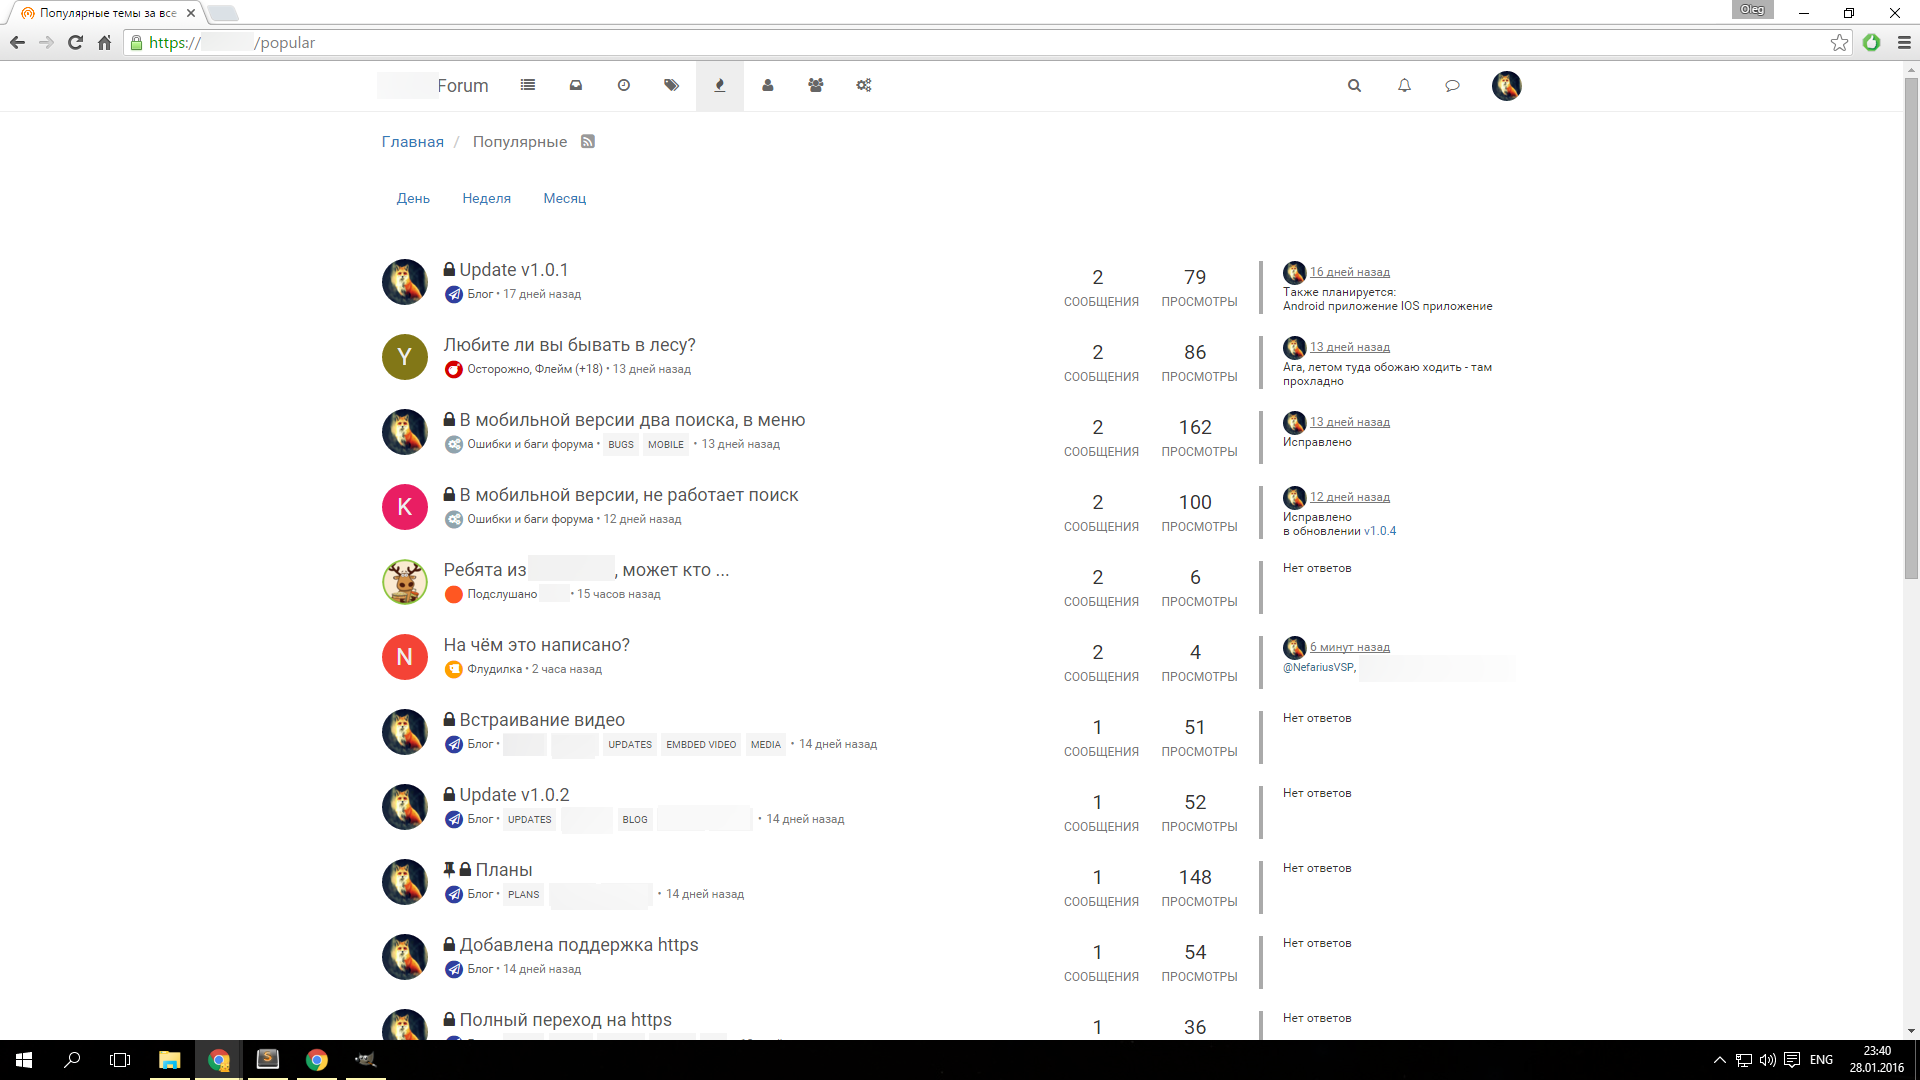 Популярные темы за все
Oleg
https://
/popular
Forum
Главная / Популярные
День Неделя Месяц
Update v1.0.1
Блог • 17 дней назад
2
СООБЩЕНИЯ
79
ПРОСМОТРЫ
16 дней назад
Также планируется:
Android приложение IOS приложение
Y
Любите ли вы бывать в лесу?
Осторожно, Флейм (+18) • 13 дней назад
2
СООБЩЕНИЯ
86
ПРОСМОТРЫ
13 дней назад
Ага, летом туда обожаю ходить - там
прохладно
В мобильной версии два поиска, в меню
Ошибки и баги форума • BUGS MOBILE • 13 дней назад
2
СООБЩЕНИЯ
162
ПРОСМОТРЫ
13 дней назад
Исправлено
K
В мобильной версии, не работает поиск
Ошибки и баги форума • 12 дней назад
2
СООБЩЕНИЯ
100
ПРОСМОТРЫ
12 дней назад
Исправлено
в обновлении v1.0.4
Ребята из , может кто ...
Подслушано • 15 часов назад
2
СООБЩЕНИЯ
6
ПРОСМОТРЫ
Нет ответов
N
На чём это написано?
Флудилка • 2 часа назад
2
СООБЩЕНИЯ
4
ПРОСМОТРЫ
6 минут назад
@NefariusVSP,
Встраивание видео
Блог • UPDATES EMBDED VIDEO MEDIA • 14 дней назад
1
СООБЩЕНИЯ
51
ПРОСМОТРЫ
Нет ответов
Update v1.0.2
Блог • UPDATES BLOG • 14 дней назад
1
СООБЩЕНИЯ
52
ПРОСМОТРЫ
Нет ответов
Планы
Блог • PLANS • 14 дней назад
1
СООБЩЕНИЯ
148
ПРОСМОТРЫ
Нет ответов
Добавлена поддержка https
Блог • 14 дней назад
1
СООБЩЕНИЯ
54
ПРОСМОТРЫ
Нет ответов
Полный переход на https
1
36
Нет ответов
ENG
23:40
28.01.2016